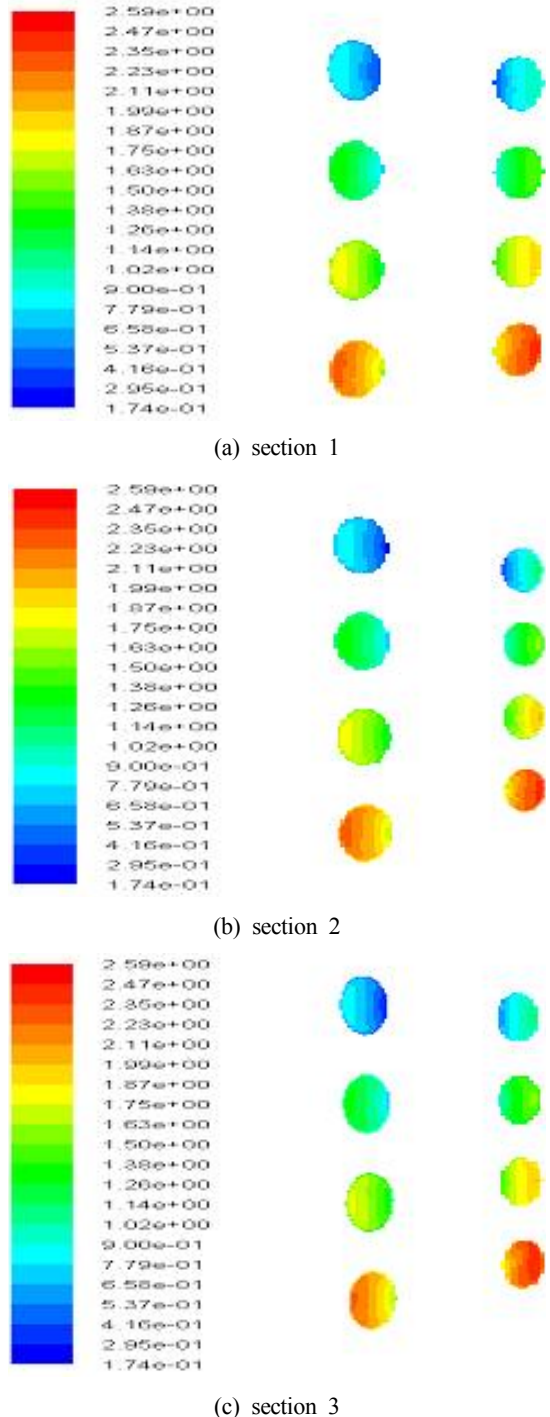 2.59e+00
2.47e+00
2.35e+00
2.23e+00
2.11e+00
1.99e+00
1.87e+00
1.75e+00
1.63e+00
1.50e+00
1.38e+00
1.26e+00
1.14e+00
1.02e+00
9.00e-01
7.79e-01
6.58e-01
5.37e-01
4.16e-01
2.95e-01
1.74e-01
(a) section 1
2.59e+00
2.47e+00
2.35e+00
2.23e+00
2.11e+00
1.99e+00
1.87e+00
1.75e+00
1.63e+00
1.50e+00
1.38e+00
1.26e+00
1.14e+00
1.02e+00
9.00e-01
7.79e-01
6.58e-01
5.37e-01
4.16e-01
2.95e-01
1.74e-01
(b) section 2
2.59e+00
2.47e+00
2.35e+00
2.23e+00
2.11e+00
1.99e+00
1.87e+00
1.75e+00
1.63e+00
1.50e+00
1.38e+00
1.26e+00
1.14e+00
1.02e+00
9.00e-01
7.79e-01
6.58e-01
5.37e-01
4.16e-01
2.95e-01
1.74e-01
(c) section 3